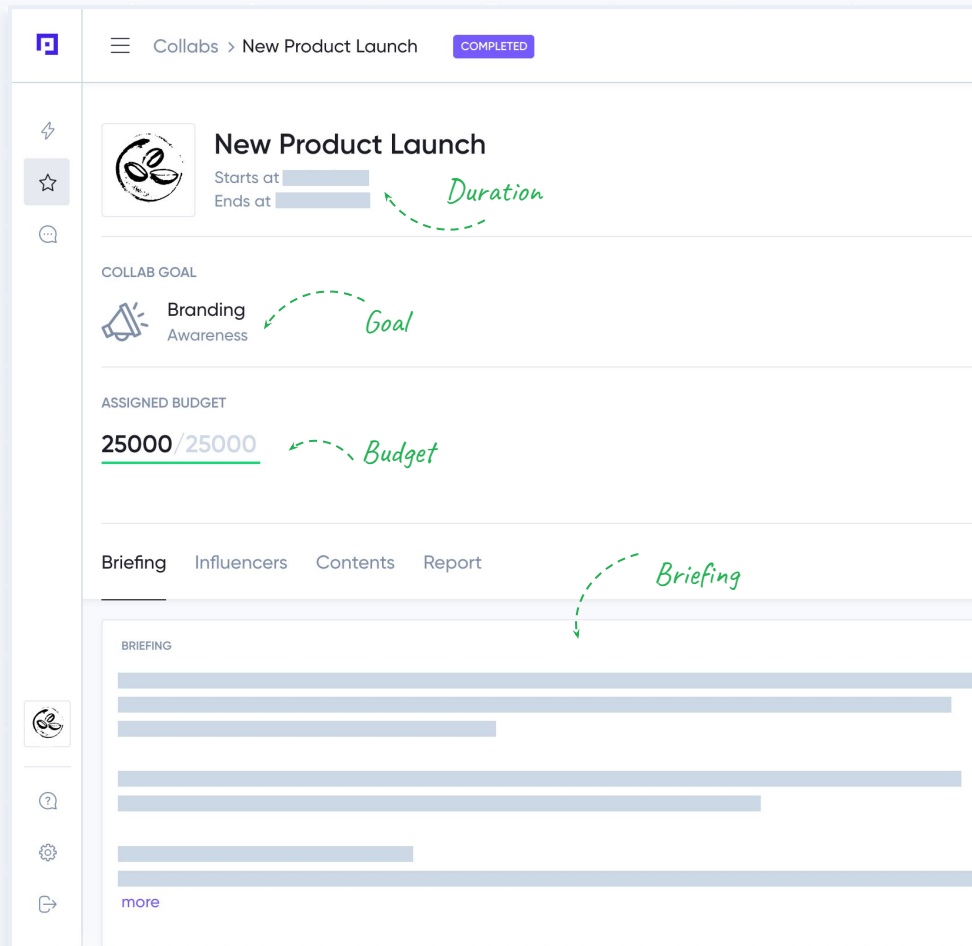 Collabs > New Product Launch COMPLETED
New Product Launch
Starts at
Ends at
Duration
COLLAB GOAL
Branding
Awareness
Goal
ASSIGNED BUDGET
25000/25000
Budget
Briefing Influencers Contents Report
Briefing
BRIEFING
more